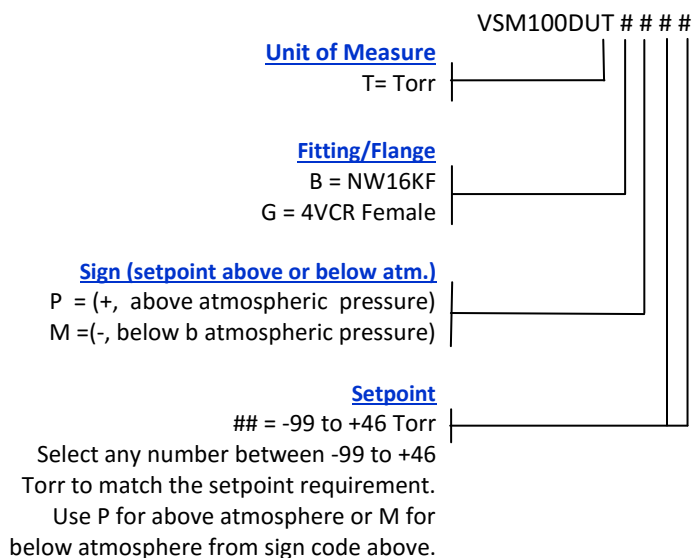 VSM100DUT # # # #
Unit of Measure
T= Torr
Fitting/Flange
B = NW16KF
G = 4VCR Female
Sign (setpoint above or below atm.)
P = (+, above atmospheric pressure)
M =(-, below b atmospheric pressure)
Setpoint
## = -99 to +46 Torr
Select any number between -99 to +46
Torr to match the setpoint requirement.
Use P for above atmosphere or M for
below atmosphere from sign code above.